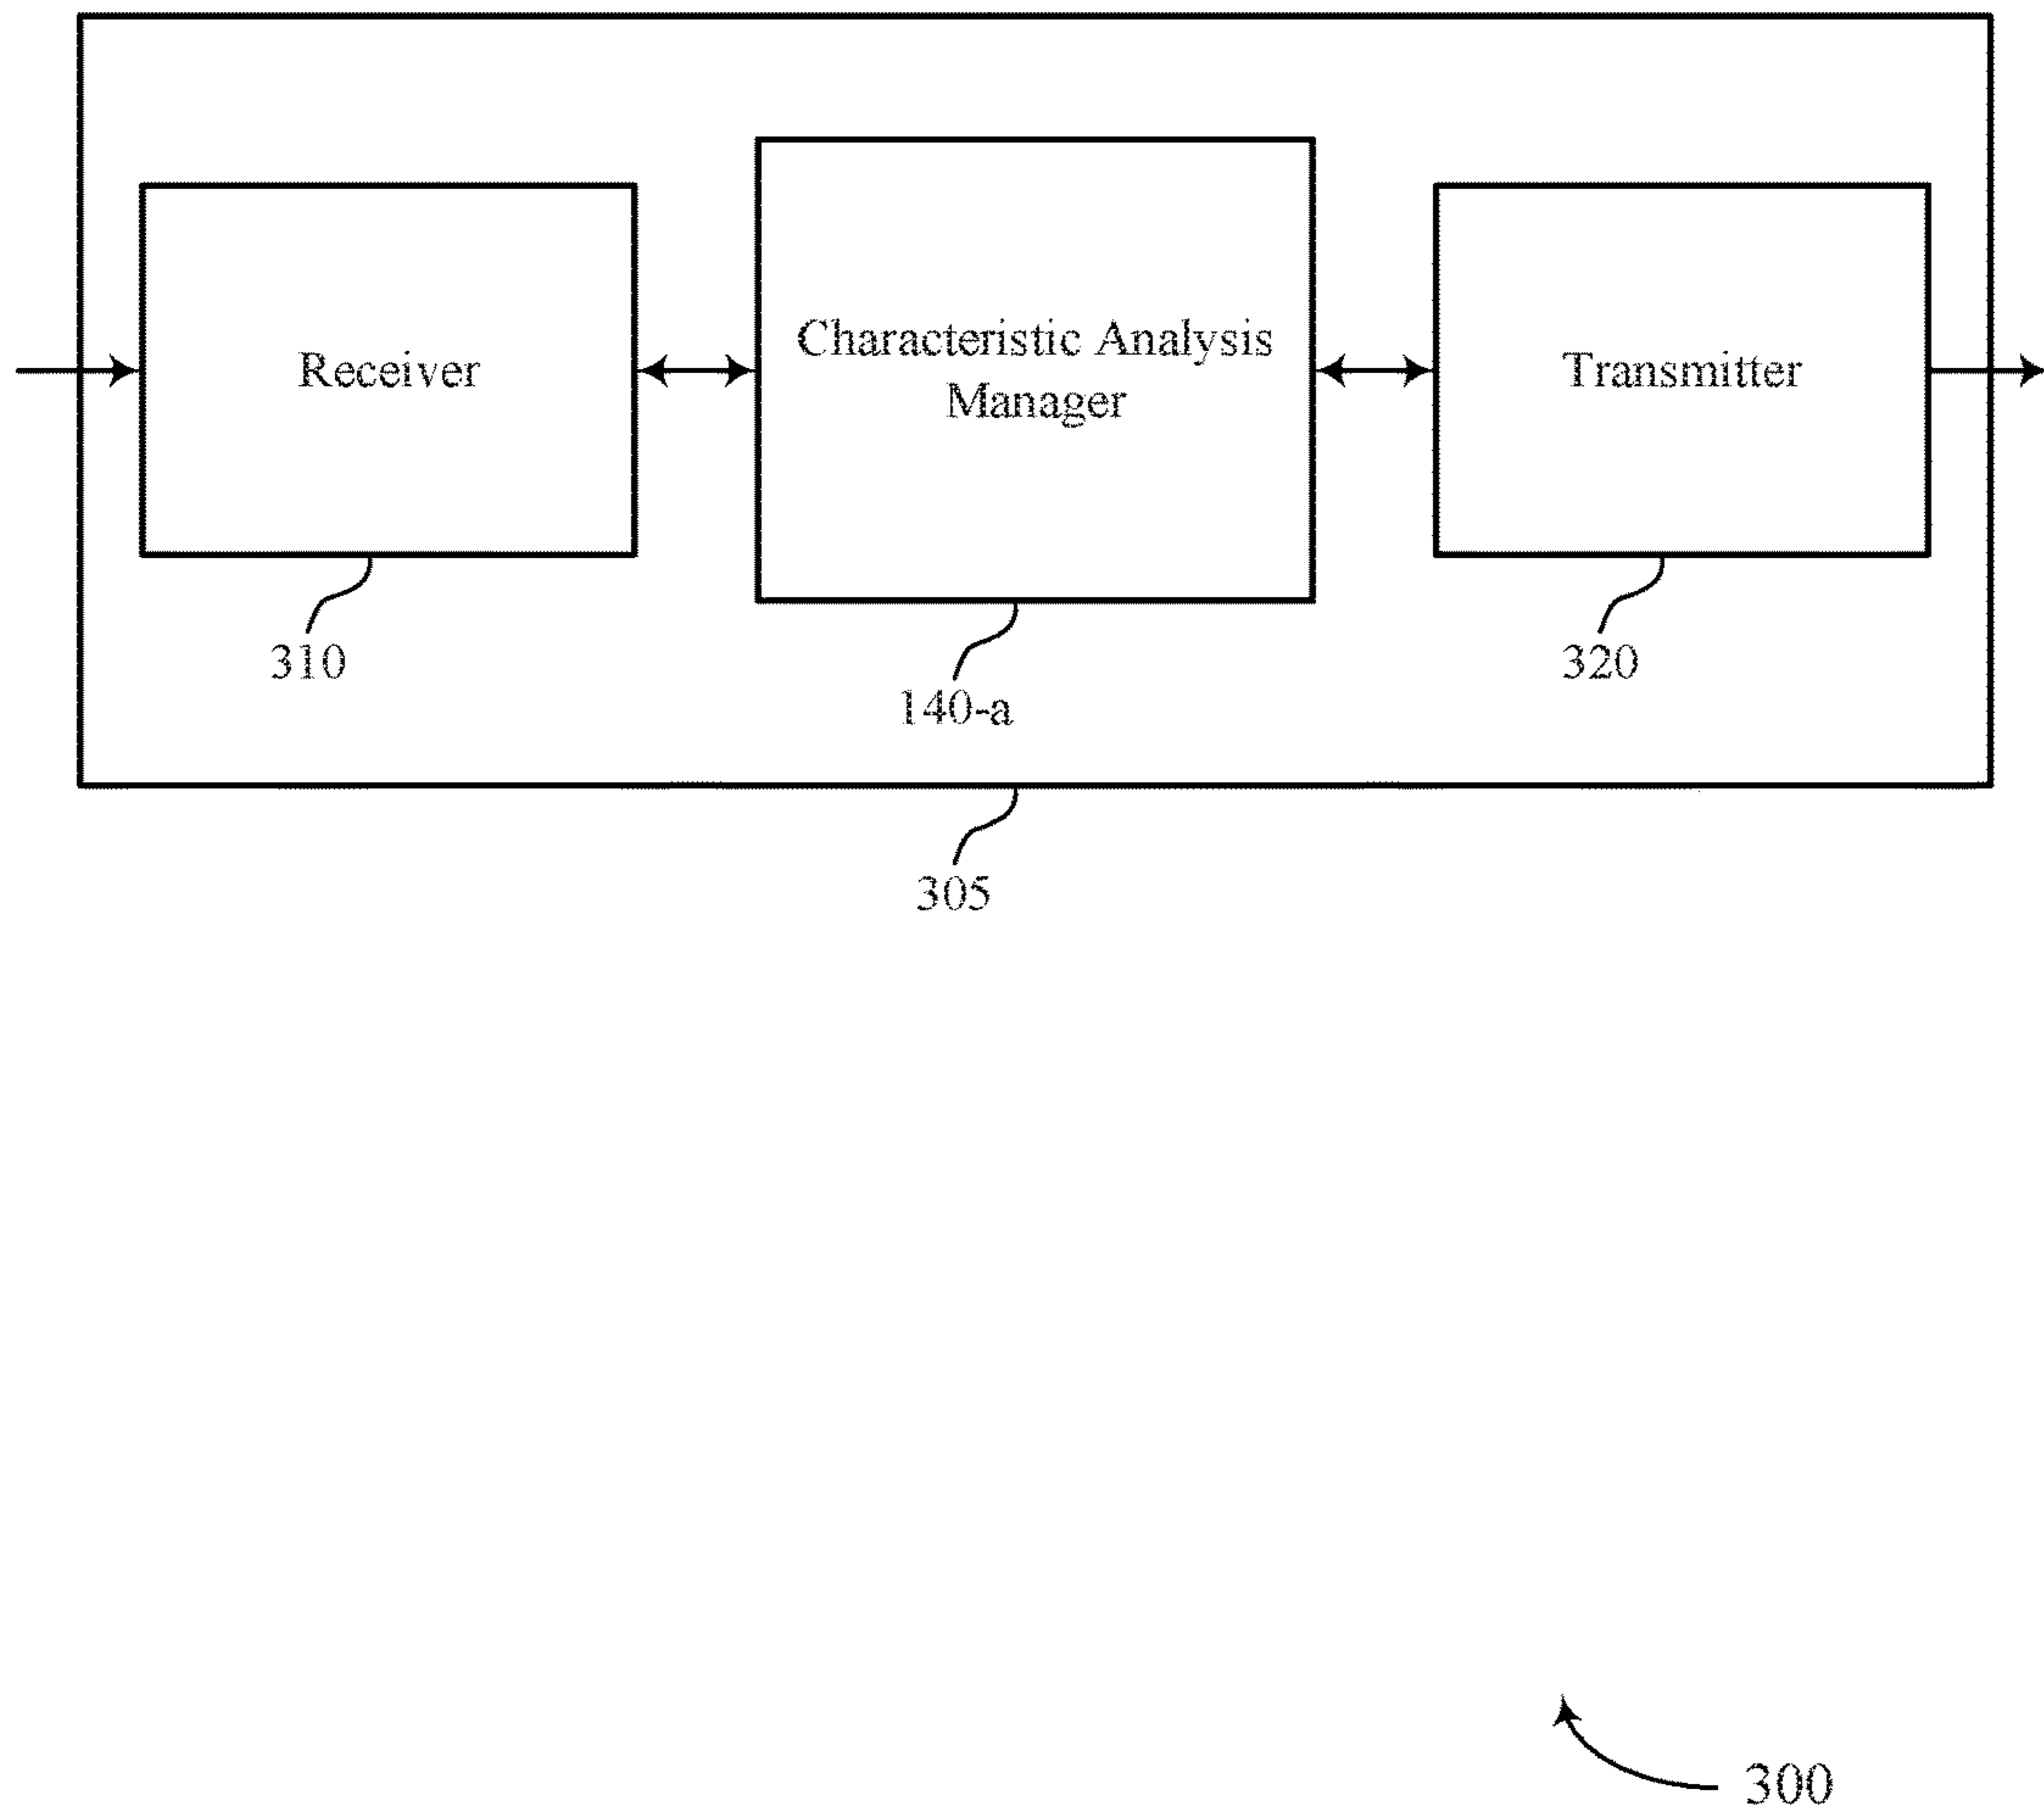 Receiver
Characteristic Analysis
Manager
Transmitter
310
140-a
320
305
300